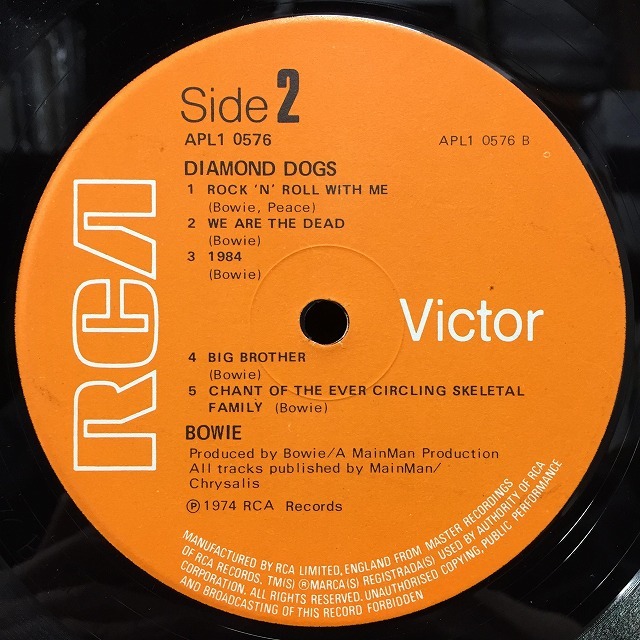 Side 2
APL1 0576
APL1 0576 B
DIAMOND DOGS
1 ROCK 'N' ROLL WITH ME
(Bowie, Peace)
2 WE ARE THE DEAD
(Bowie)
3 1984
(Bowie)
RCA
Victor
4 BIG BROTHER
(Bowie)
5 CHANT OF THE EVER CIRCLING SKELETAL
FAMILY (Bowie)
BOWIE
Produced by Bowie/A MainMan Production
All tracks published by MainMan/
Chrysalis
℗ 1974 RCA Records
MANUFACTURED BY RCA LIMITED, ENGLAND FROM MASTER RECORDINGS
OF RCA RECORDS. TM(S) ® MARCA(S) REGISTRADA(S) USED BY AUTHORITY OF RCA
CORPORATION. ALL RIGHTS RESERVED. UNAUTHORISED COPYING, PUBLIC PERFORMANCE
AND BROADCASTING OF THIS RECORD FORBIDDEN